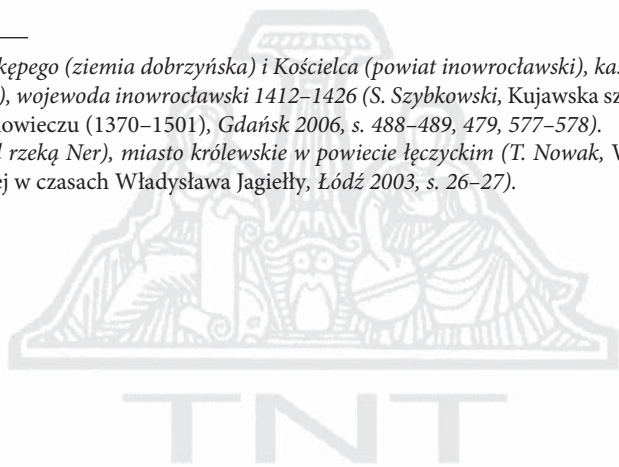 kępego (ziemia dobrzyńska) i Kościelca (powiat inowrocławski), kas
), wojewoda inowrocławski 1412–1426 (S. Szybkowski, Kujawska sz
nowieczu (1370–1501), Gdańsk 2006, s. 488–489, 479, 577–578).
d rzeką Ner), miasto królewskie w powiecie łęczyckim (T. Nowak, W
ej w czasach Władysława Jagiełły, Łódź 2003, s. 26–27).
TNT